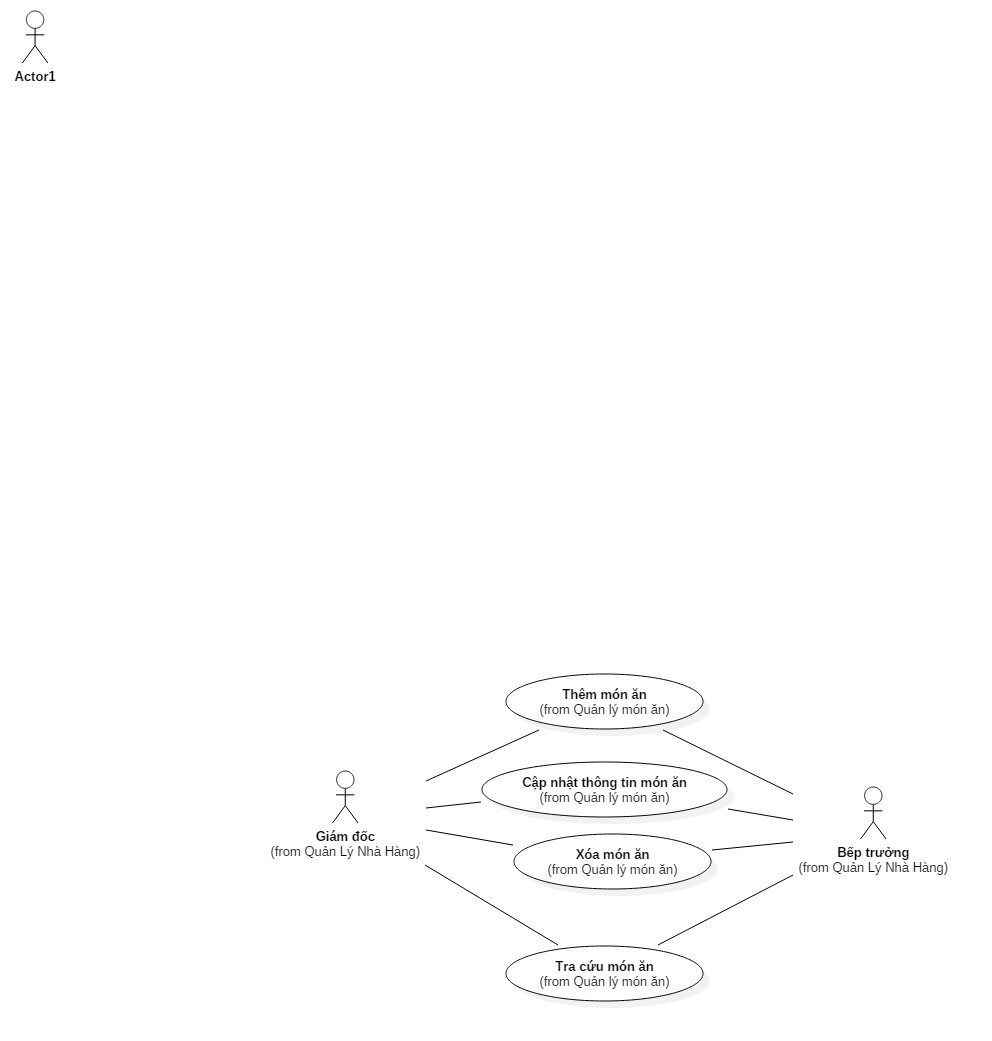 Actor1
Thêm món ăn
(from Quản lý món ăn)
Cập nhật thông tin món ăn
(from Quản lý món ăn)
Giám đốc
(from Quản Lý Nhà Hàng)
Xóa món ăn
(from Quản lý món ăn)
Bếp trưởng
(from Quản Lý Nhà Hàng)
Tra cứu món ăn
(from Quản lý món ăn)